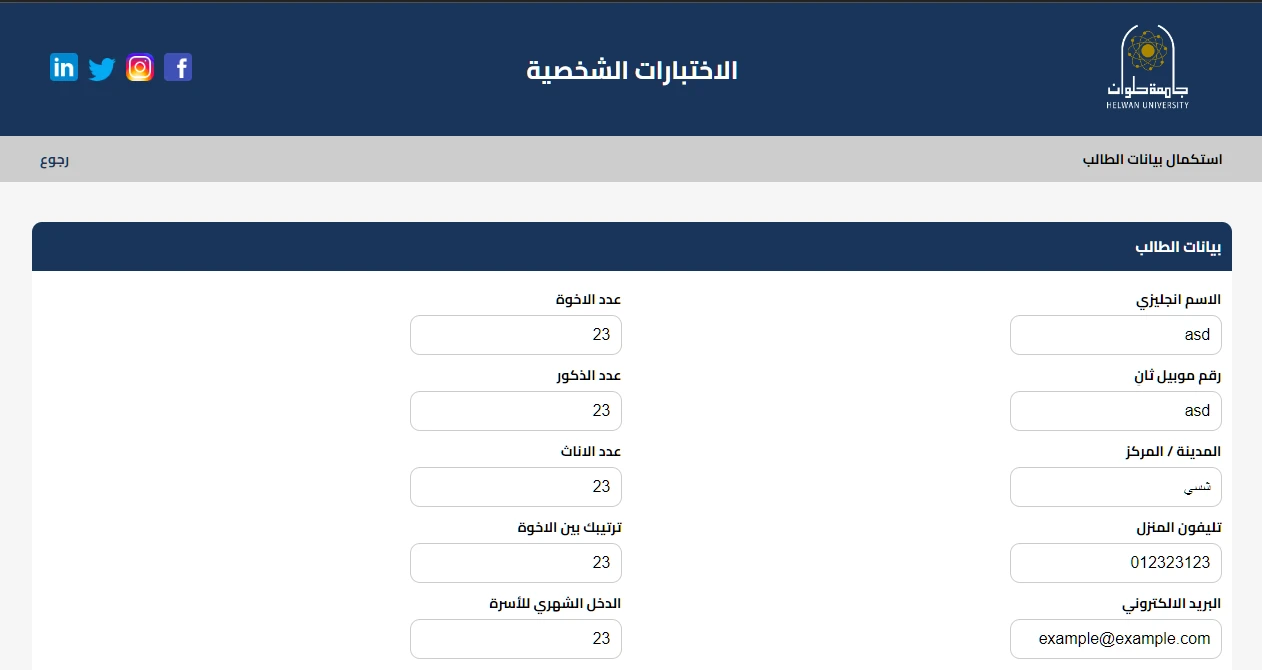 جامعة حلوان
HELWAN UNIVERSITY
الاختبارات الشخصية
استكمال بيانات الطالب
رجوع
بيانات الطالب
الاسم انجليزي
asd
رقم موبيل ثان
asd
المدينة / المركز
شسي
تليفون المنزل
012323123
البريد الالكتروني
example@example.com
عدد الاخوة
23
عدد الذكور
23
عدد الاناث
23
ترتيبك بين الاخوة
23
الدخل الشهري للأسرة
23